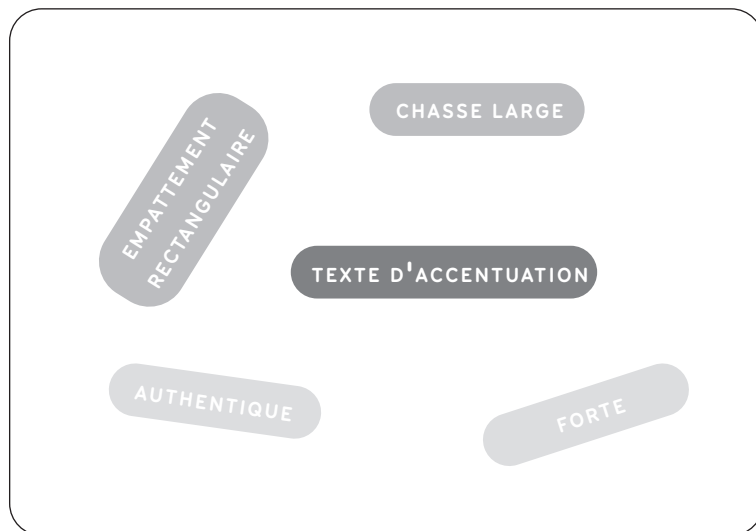 CHASSE LARGE
EMPATTEMENT
RECTANGULAIRE
TEXTE D'ACCENTUATION
AUTHENTIQUE
FORTE